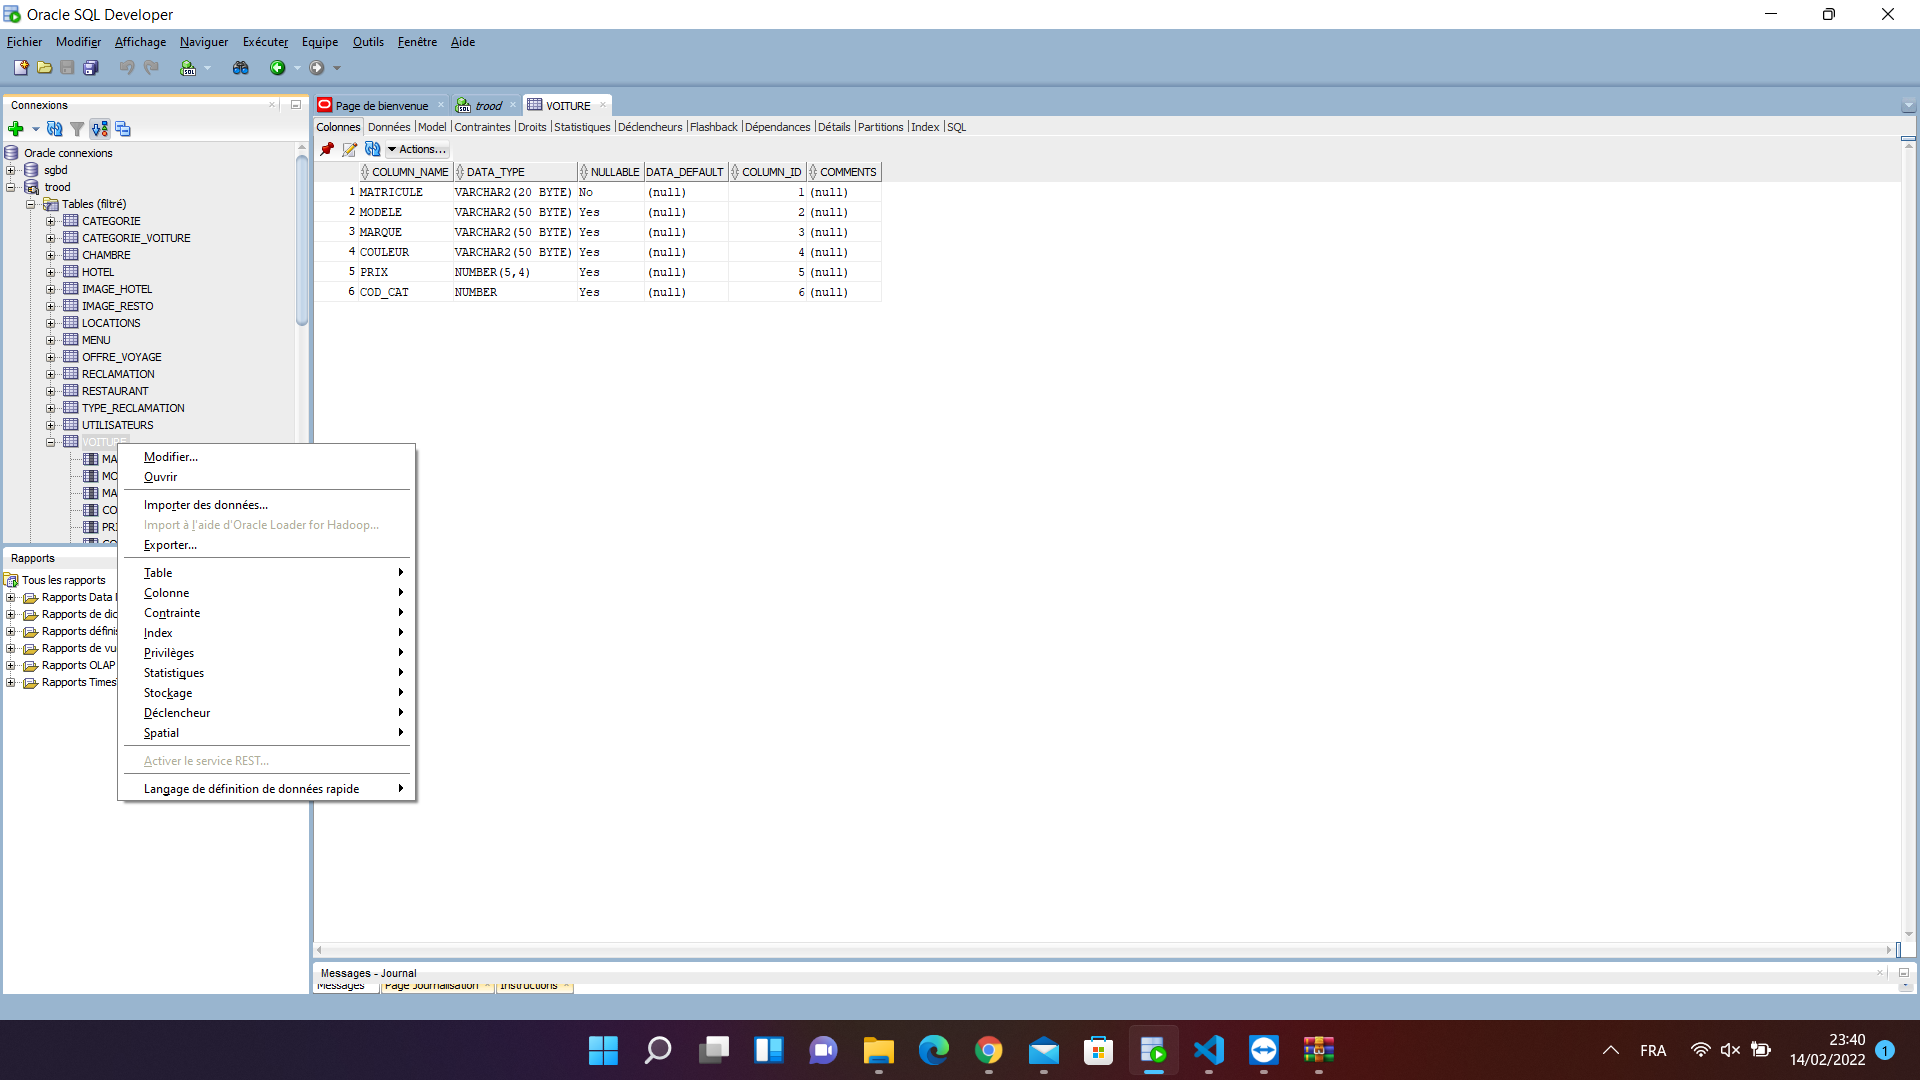 Oracle SQL Developer
Fichier Modifier Affichage Naviguer Exécuter Equipe Outils Fenêtre Aide
Connexions
Oracle connexions
sgbd
trood
Tables (filtré)
CATEGORIE
CATEGORIE_VOITURE
CHAMBRE
HOTEL
IMAGE_HOTEL
IMAGE_RESTO
LOCATIONS
MENU
OFFRE_VOYAGE
RECLAMATION
RESTAURANT
TYPE_RECLAMATION
UTILISATEURS
VOITURE
MA
MO
MA
CO
PRI
Rapports
Tous les rapports
Rapports Data
Rapports de dic
Rapports défini
Rapports de vu
Rapports OLAP
Rapports Times
Modifier...
Ouvrir
Importer des données...
Import à l'aide d'Oracle Loader for Hadoop...
Exporter...
Table
Colonne
Contrainte
Index
Privilèges
Statistiques
Stockage
Déclencheur
Spatial
Activer le service REST...
Langage de définition de données rapide
Page de bienvenue trood VOITURE
Colonnes Données Model Contraintes Droits Statistiques Déclencheurs Flashback Dépendances Détails Partitions Index SQL
Actions...
COLUMN_NAME DATA_TYPE NULLABLE DATA_DEFAULT COLUMN_ID COMMENTS
1 MATRICULE VARCHAR2(20 BYTE) No (null) 1 (null)
2 MODELE VARCHAR2(50 BYTE) Yes (null) 2 (null)
3 MARQUE VARCHAR2(50 BYTE) Yes (null) 3 (null)
4 COULEUR VARCHAR2(50 BYTE) Yes (null) 4 (null)
5 PRIX NUMBER(5,4) Yes (null) 5 (null)
6 COD_CAT NUMBER Yes (null) 6 (null)
Messages - Journal
Messages Page Journalisation Instructions
FRA
23:40
14/02/2022
1